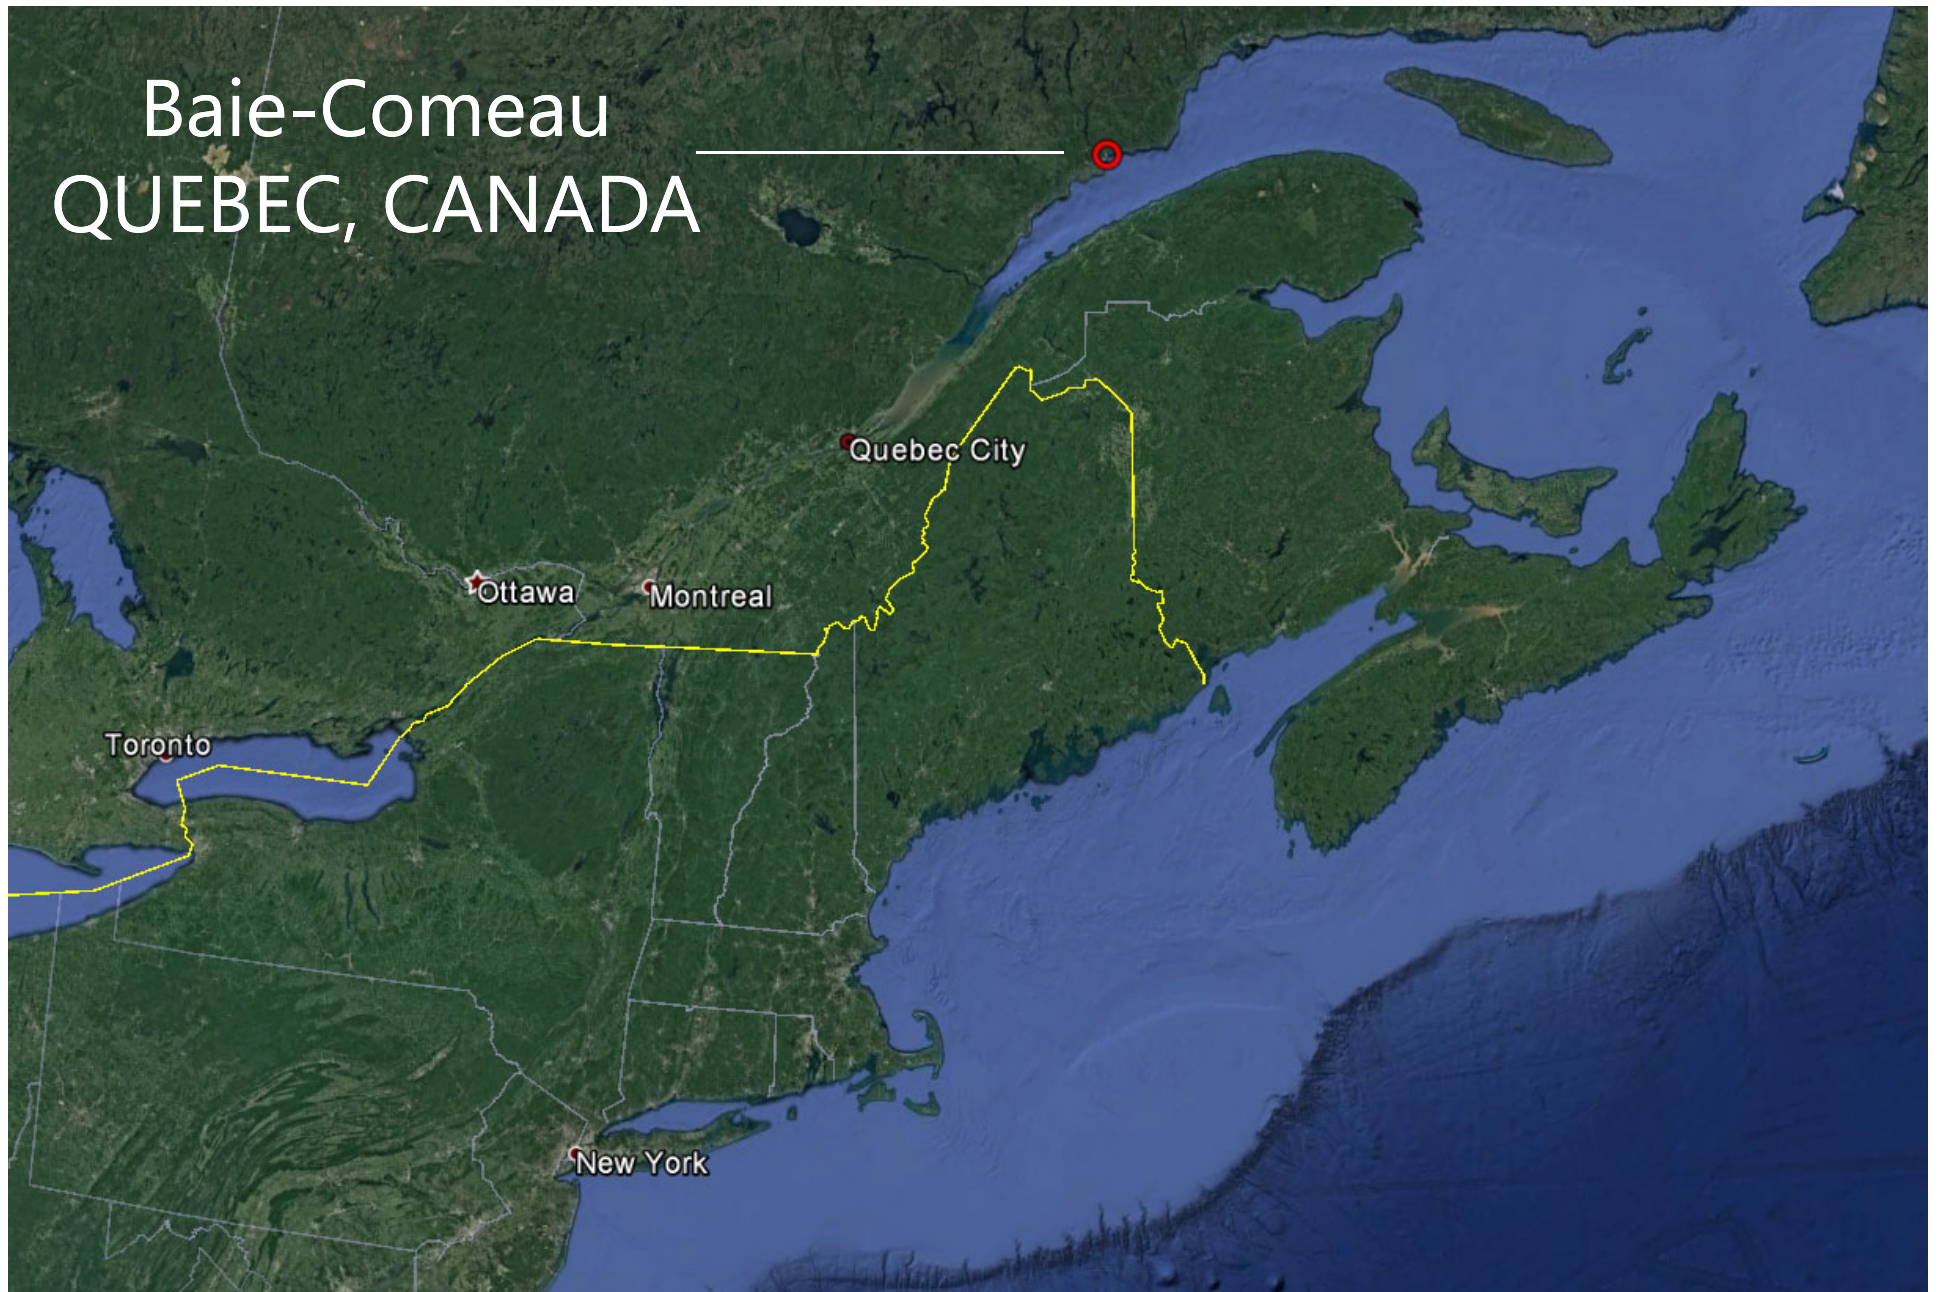 Baie-Comeau
QUEBEC, CANADA
Quebec City
Ottawa
Montreal
Toronto
New York